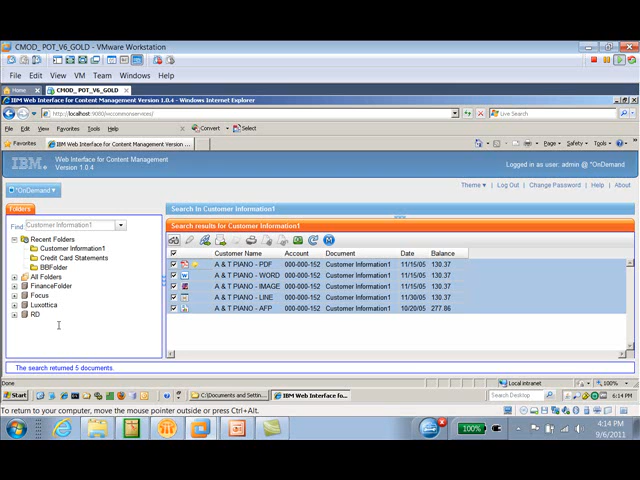 CMOD_ POT_V6_GOLD - VMware Workstation
File Edit View VM Team Windows Help
Home CMOD_POT_V6_GOLD
IBM Web Interface for Content Management Version 1.0.4 - Windows Internet Explorer
Live Search
File Edit View Favorites Tools Help Convert Select
Favorites IBM Web Interface for Content Management Version ... Page Safety Tools
IBM. Web Interface for Content Management
Version 1.0.4
Logged in as user: admin @ *OnDemand
*OnDemand
Theme | Log Out | Change Password | Help | About
Folders
Search In Customer Information1
Find: Customer Information1
Search results for Customer Information1
Recent Folders
Customer Information1
Credit Card Statements
BBFolder
All Folders
FinanceFolder
Focus
Luxottica
RD
Customer Name Account Document Date Balance
A & T PIANO - PDF 000-000-152 Customer Information1 11/15/05 130.37
A & T PIANO - WORD 000-000-152 Customer Information1 11/15/05 130.37
A & T PIANO - IMAGE 000-000-152 Customer Information1 11/15/05 130.37
A & T PIANO - LINE 000-000-152 Customer Information1 11/30/05 130.37
A & T PIANO - AFP 000-000-152 Customer Information1 10/20/05 277.86
The search returned 5 documents.
Done Local intranet 100%
Start C:\Documents and Settin... IBM Web Interface fo... Search Desktop 6:14 PM
To return to your computer, move the mouse pointer outside or press Ctrl+Alt.
100% 4:14 PM
9/6/2011